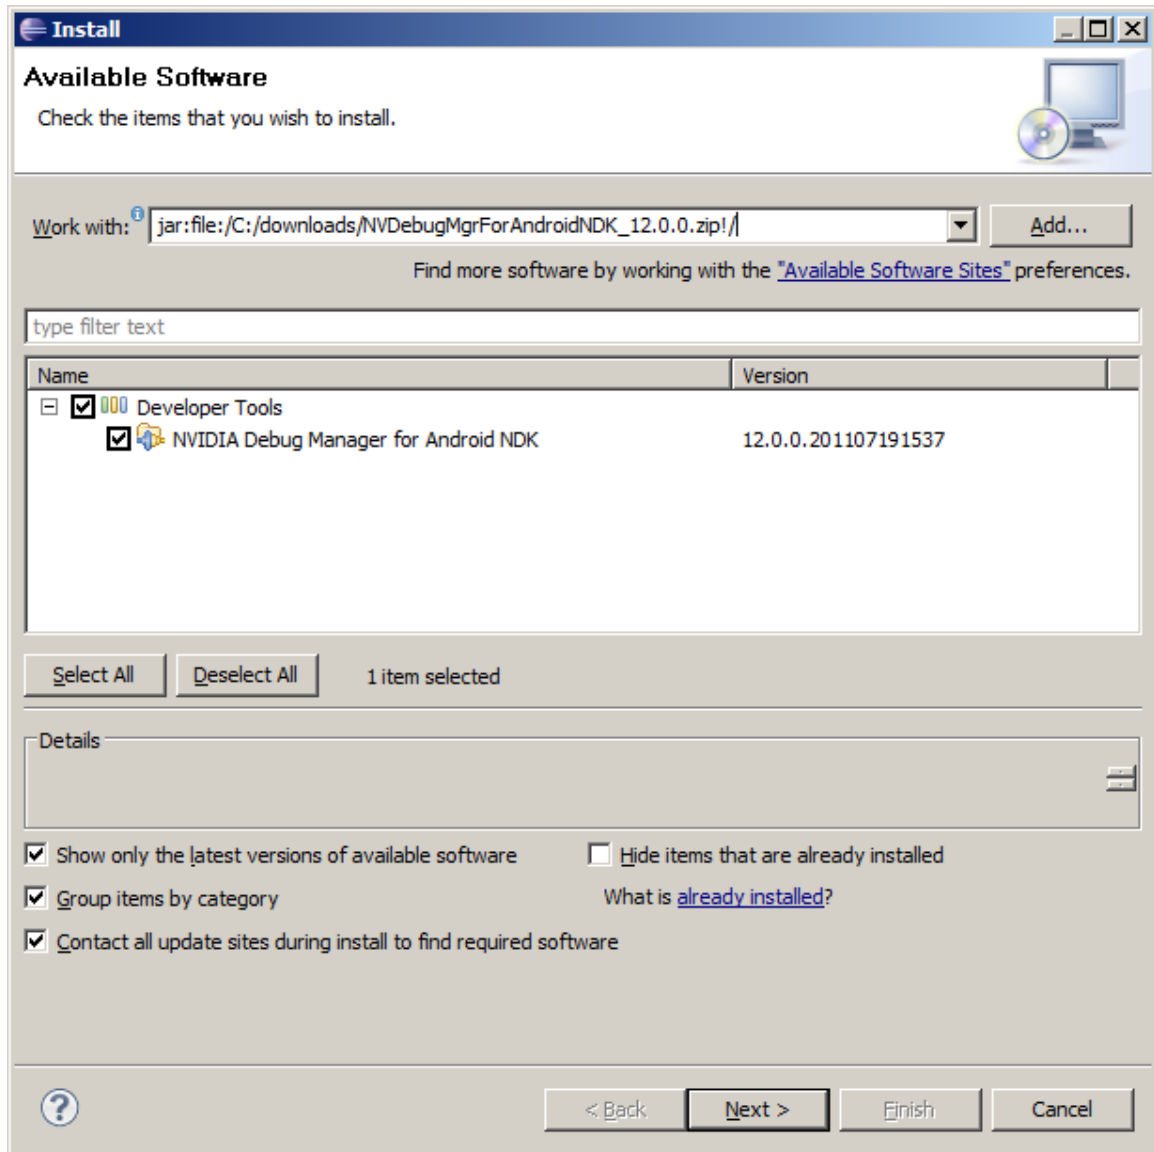 Install
Available Software
Check the items that you wish to install.
Work with: jar:file:/C:/downloads/NVDebugMgrForAndroidNDK_12.0.0.zip!/ Add...
Find more software by working with the "Available Software Sites" preferences.
type filter text
Name Version
Developer Tools
NVIDIA Debug Manager for Android NDK 12.0.0.201107191537
Select All Deselect All 1 item selected
Details
Show only the latest versions of available software Hide items that are already installed
Group items by category What is already installed?
Contact all update sites during install to find required software
? < Back Next > Finish Cancel